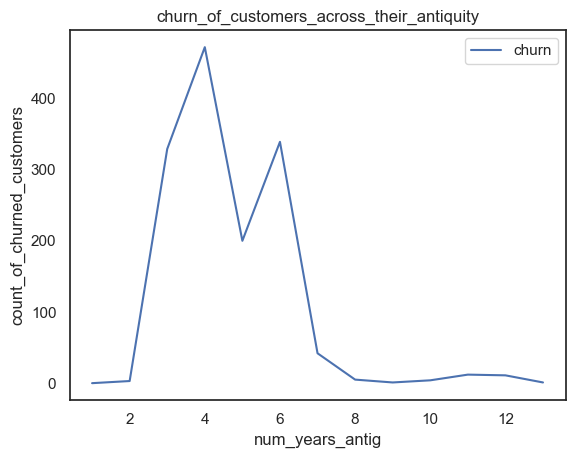 churn_of_customers_across_their_antiquity
churn
count_of_churned_customers
400
300
200
100
0
2 4 6 8 10 12
num_years_antig